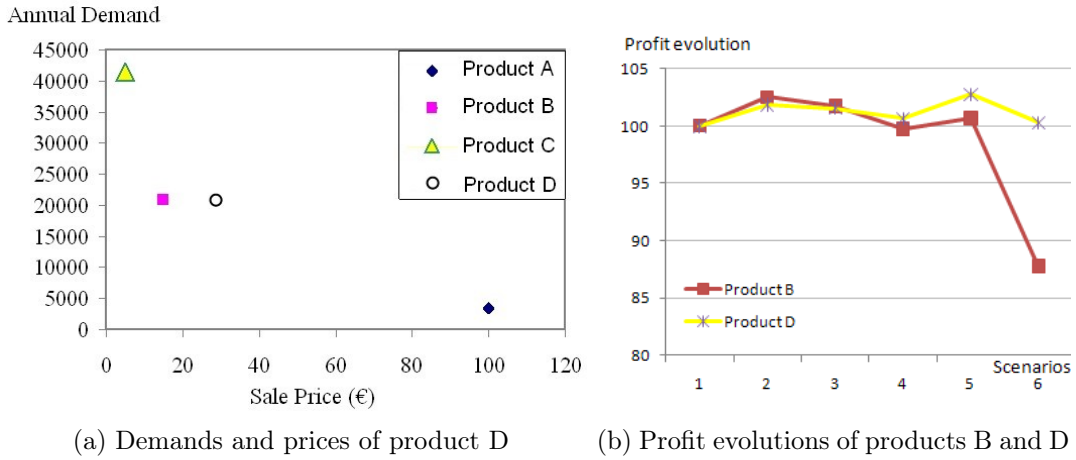 Annual Demand
45000
40000
35000
30000
25000
20000
15000
10000
5000
0
0 20 40 60 80 100 120
Sale Price (€)
Product A
Product B
Product C
Product D
(a) Demands and prices of product D
Profit evolution
105
100
95
90
85
80
Product B
Product D
Scenarios
1 2 3 4 5 6
(b) Profit evolutions of products B and D